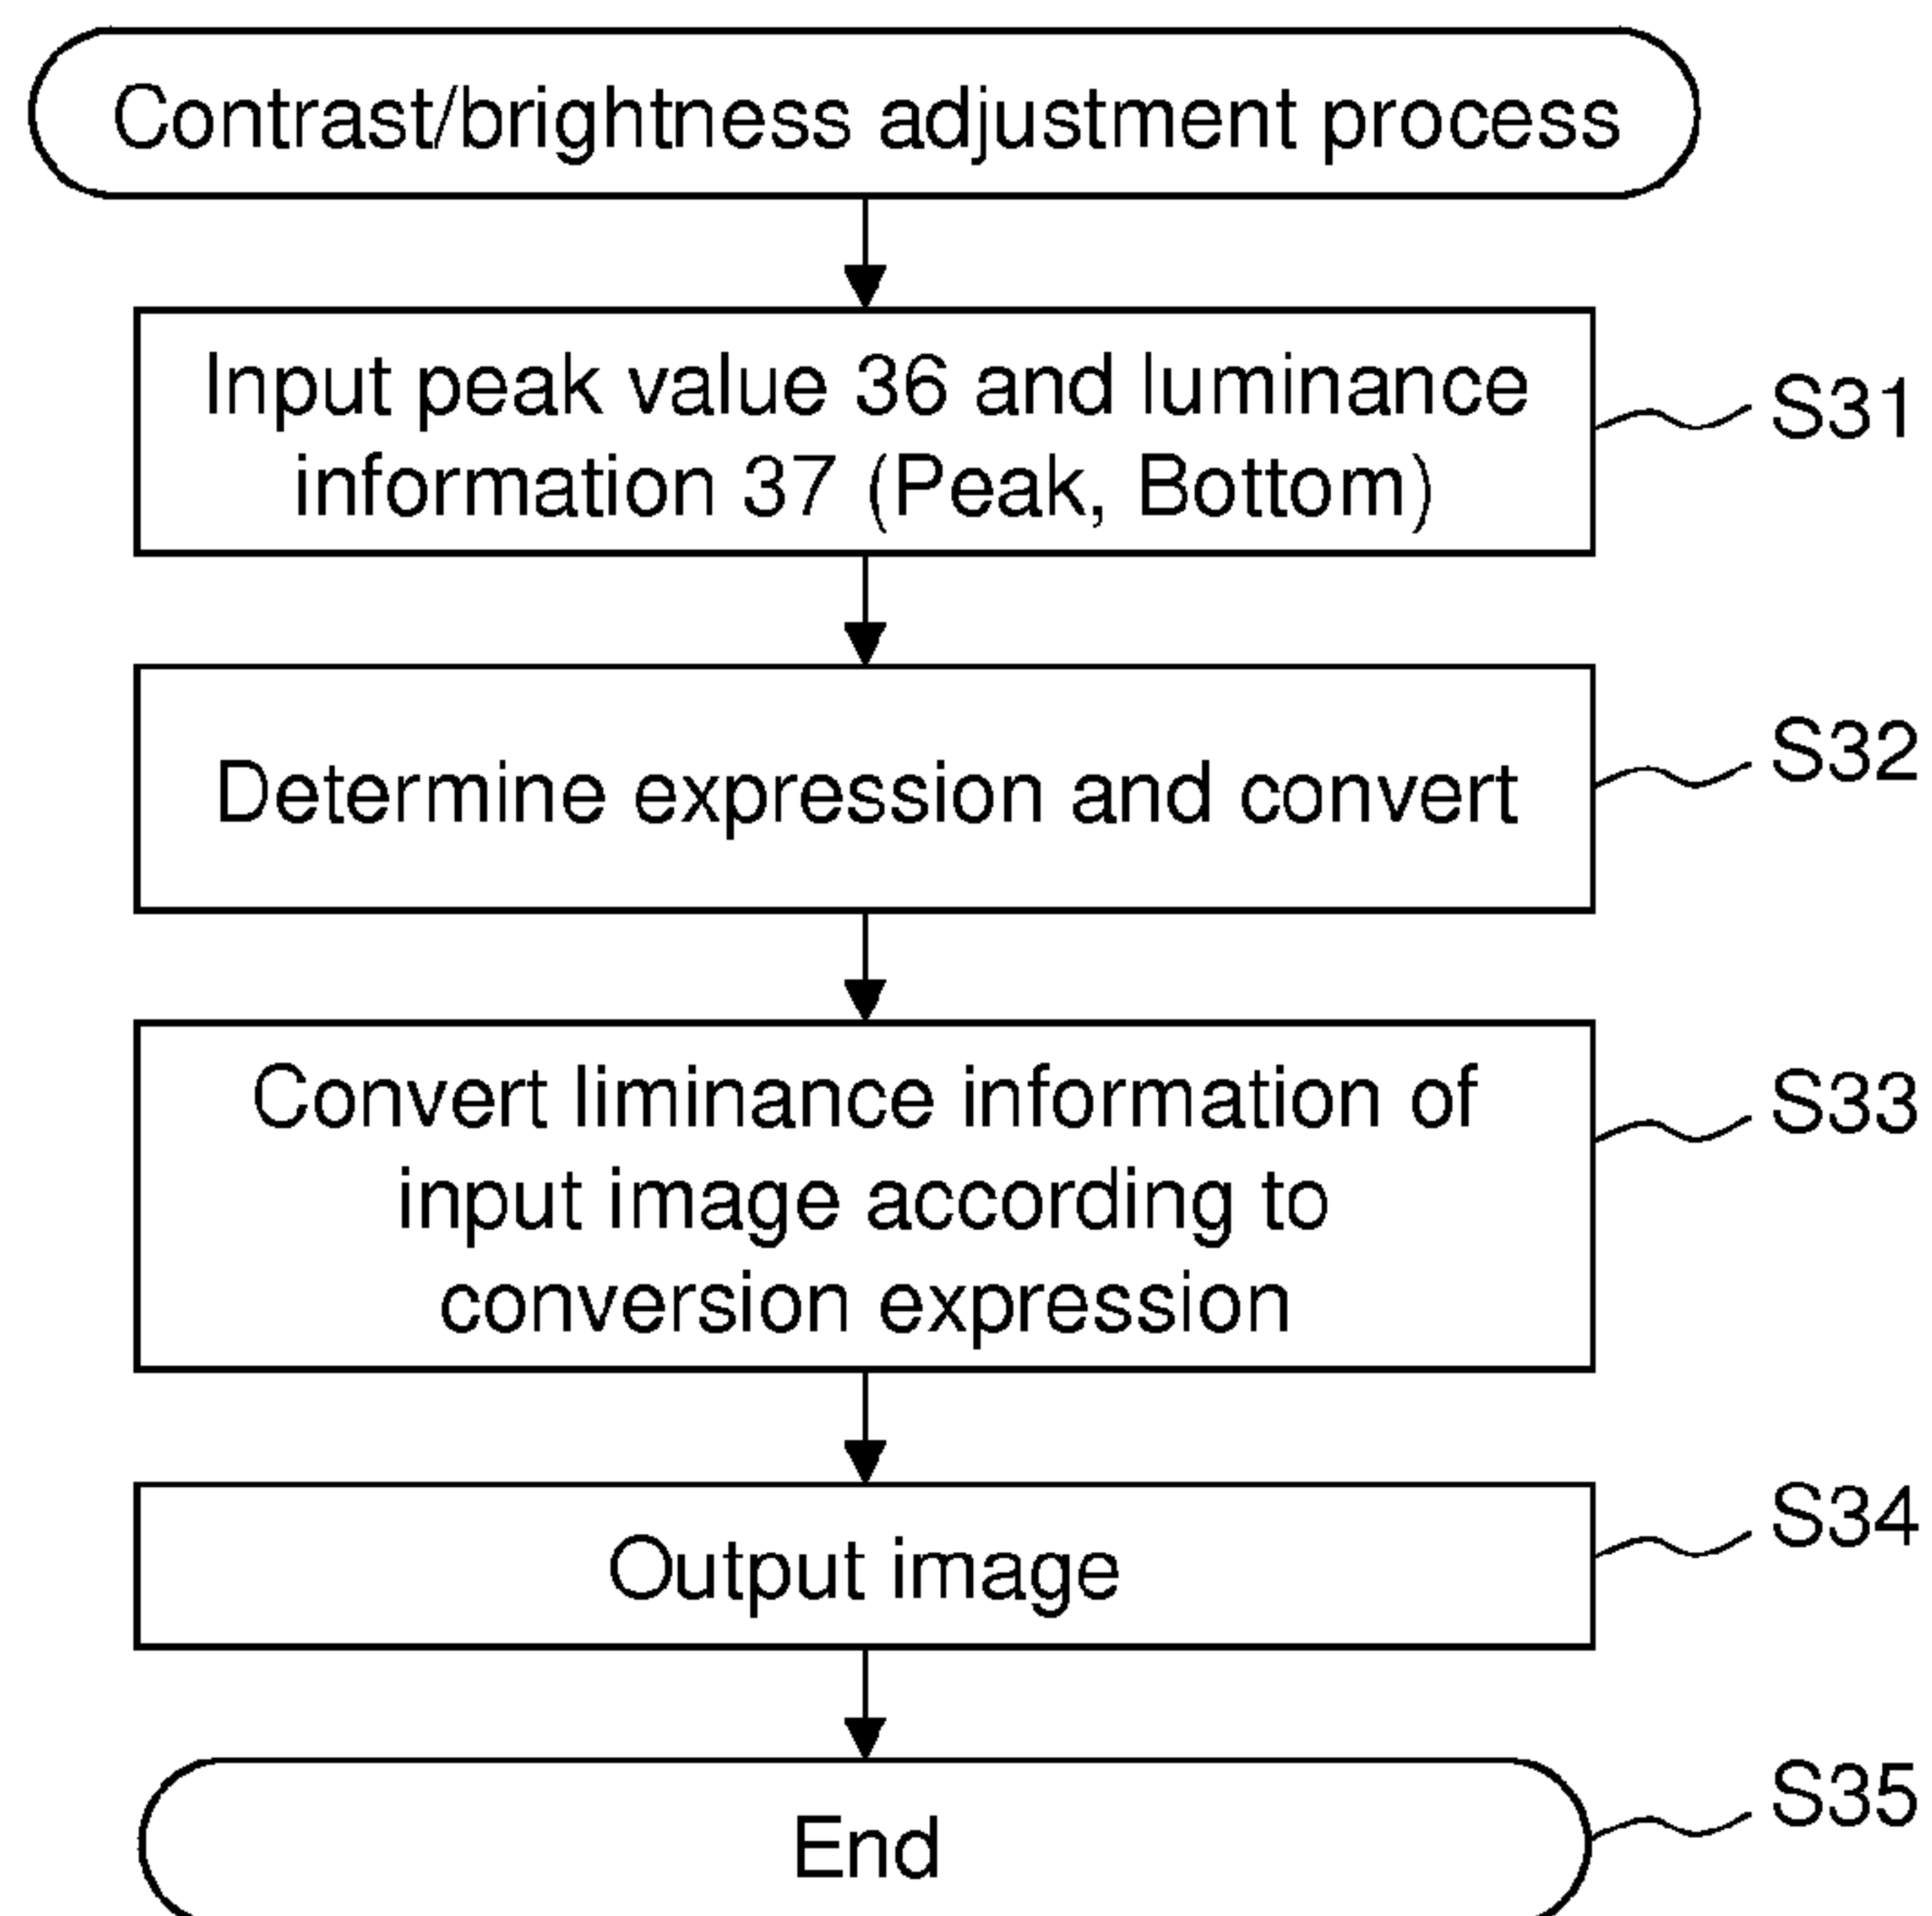 Contrast/brightness adjustment process
Input peak value 36 and luminance
information 37 (Peak, Bottom)
S31
Determine expression and convert
S32
Convert liminance information of
input image according to
conversion expression
S33
Output image
S34
End
S35